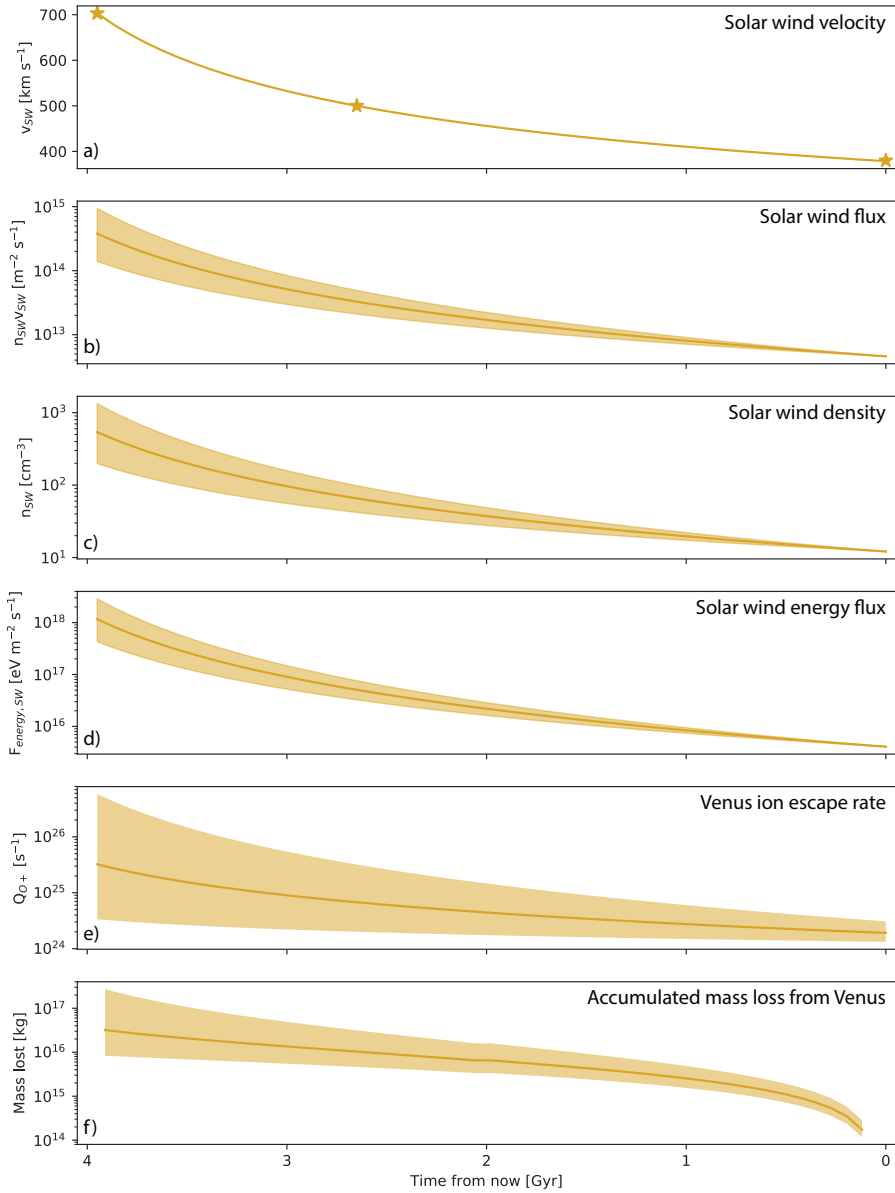 Solar wind velocity
700
600
500
400
v_SW [km s⁻¹]
a)
Solar wind flux
10¹⁵
10¹⁴
10¹³
n_SWv_SW [m⁻² s⁻¹]
b)
Solar wind density
10³
10²
10¹
n_SW [cm⁻³]
c)
Solar wind energy flux
10¹⁸
10¹⁷
10¹⁶
F_energy,SW [eV m⁻² s⁻¹]
d)
Venus ion escape rate
10²⁶
10²⁵
10²⁴
Q_O+ [s⁻¹]
e)
Accumulated mass loss from Venus
10¹⁷
10¹⁶
10¹⁵
10¹⁴
Mass lost [kg]
f)
4 3 2 1 0
Time from now [Gyr]